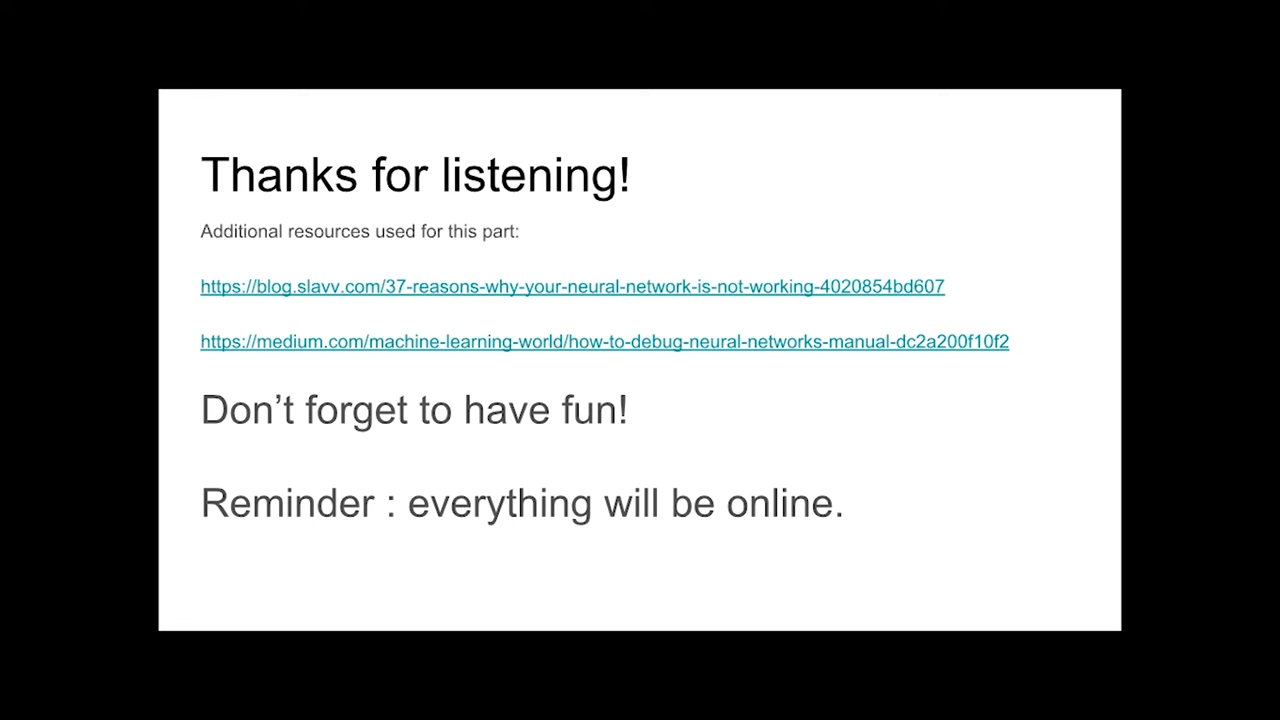 Thanks for listening!
Additional resources used for this part:
https://blog.slavv.com/37-reasons-why-your-neural-network-is-not-working-4020854bd607
https://medium.com/machine-learning-world/how-to-debug-neural-networks-manual-dc2a200f10f2
Don’t forget to have fun!
Reminder : everything will be online.